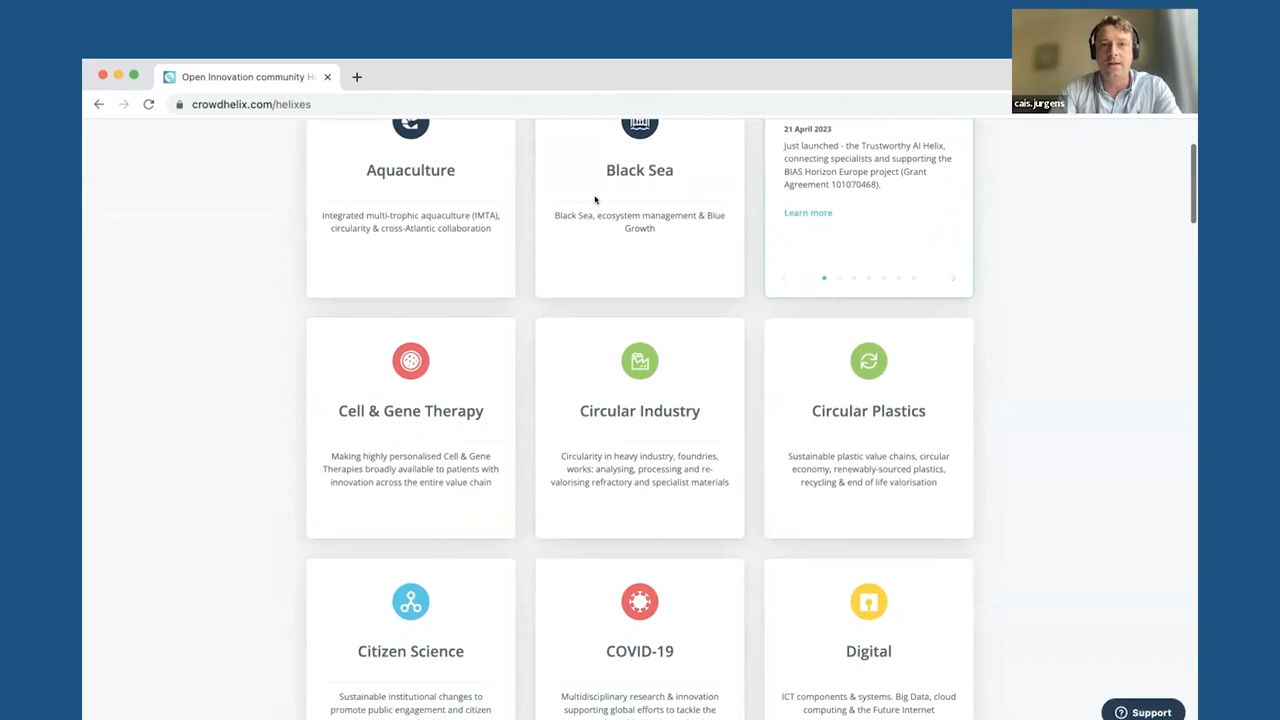 Open Innovation community H
crowdhelix.com/helixes
cais.jurgens
Aquaculture
Integrated multi-trophic aquaculture (IMTA),
circularity & cross-Atlantic collaboration
Black Sea
Black Sea, ecosystem management & Blue
Growth
21 April 2023
Just launched - the Trustworthy AI Helix,
connecting specialists and supporting the
BIAS Horizon Europe project (Grant
Agreement 101070468).
Learn more
Cell & Gene Therapy
Making highly personalised Cell & Gene
Therapies broadly available to patients with
innovation across the entire value chain
Circular Industry
Circularity in heavy industry, foundries,
works: analysing, processing and re-
valorising refractory and specialist materials
Circular Plastics
Sustainable plastic value chains, circular
economy, renewably-sourced plastics,
recycling & end of life valorisation
Citizen Science
Sustainable institutional changes to
promote public engagement and citizen
COVID-19
Multidisciplinary research & innovation
supporting global efforts to tackle the
Digital
ICT components & systems. Big Data, cloud
computing & the Future Internet
Support